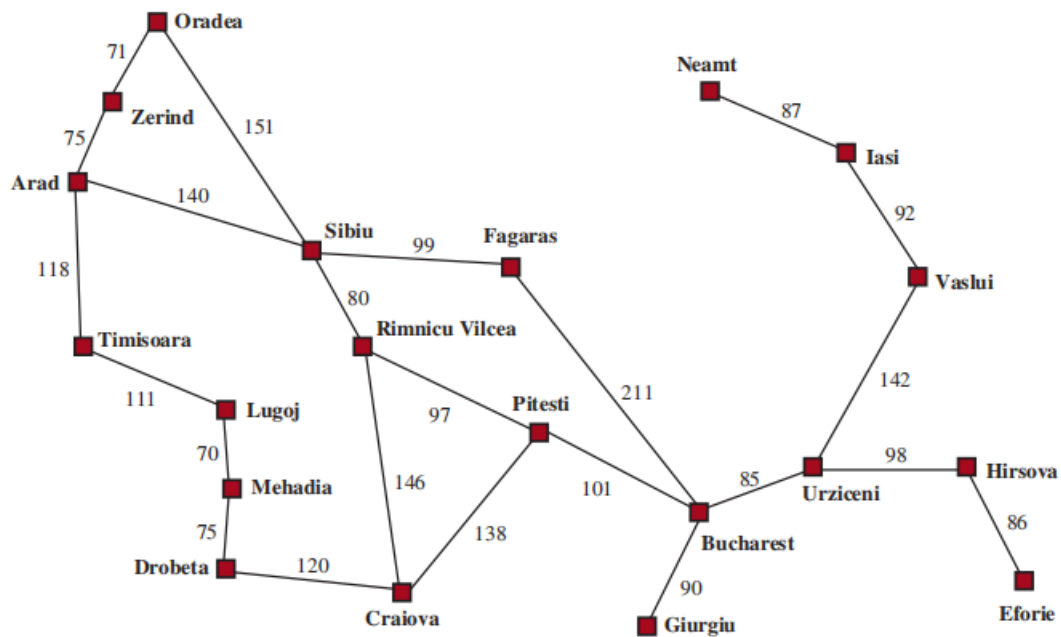 Oradea
71
Neamt
Zerind
87
75
151
Iasi
Arad
140
92
Sibiu
Fagaras
99
118
Vaslui
80
Timisoara
Rimnicu Vilcea
142
111
211
Lugoj
97
Pitesti
70
98
Hirsova
146
85
Mehadia
101
Urziceni
86
75
138
Bucharest
Drobeta
120
90
Eforie
Craiova
Giurgiu